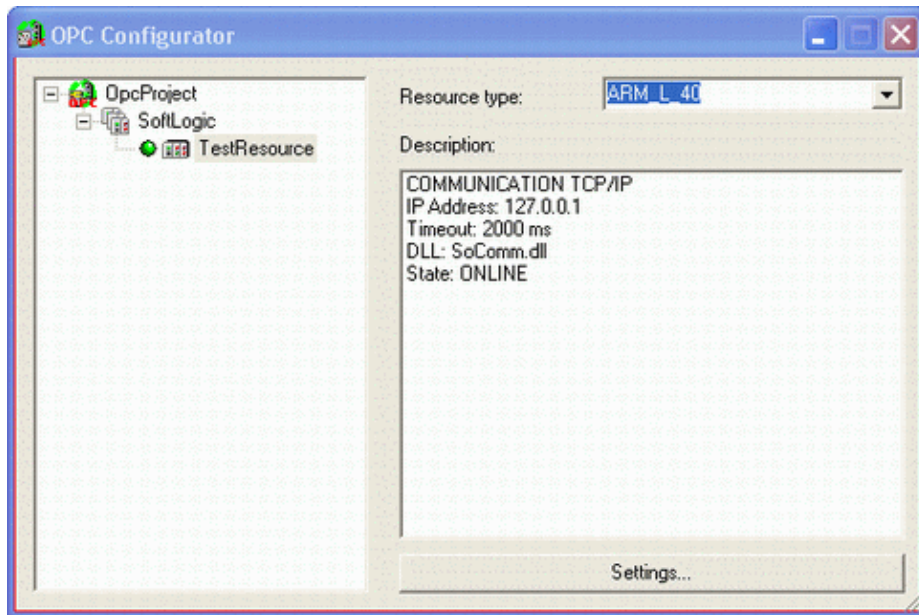 OPC Configurator
OpcProject
SoftLogic
TestResource
Resource type:
ARM_L_40
Description:
COMMUNICATION TCP/IP
IP Address: 127.0.0.1
Timeout: 2000 ms
DLL: SoComm.dll
State: ONLINE
Settings...